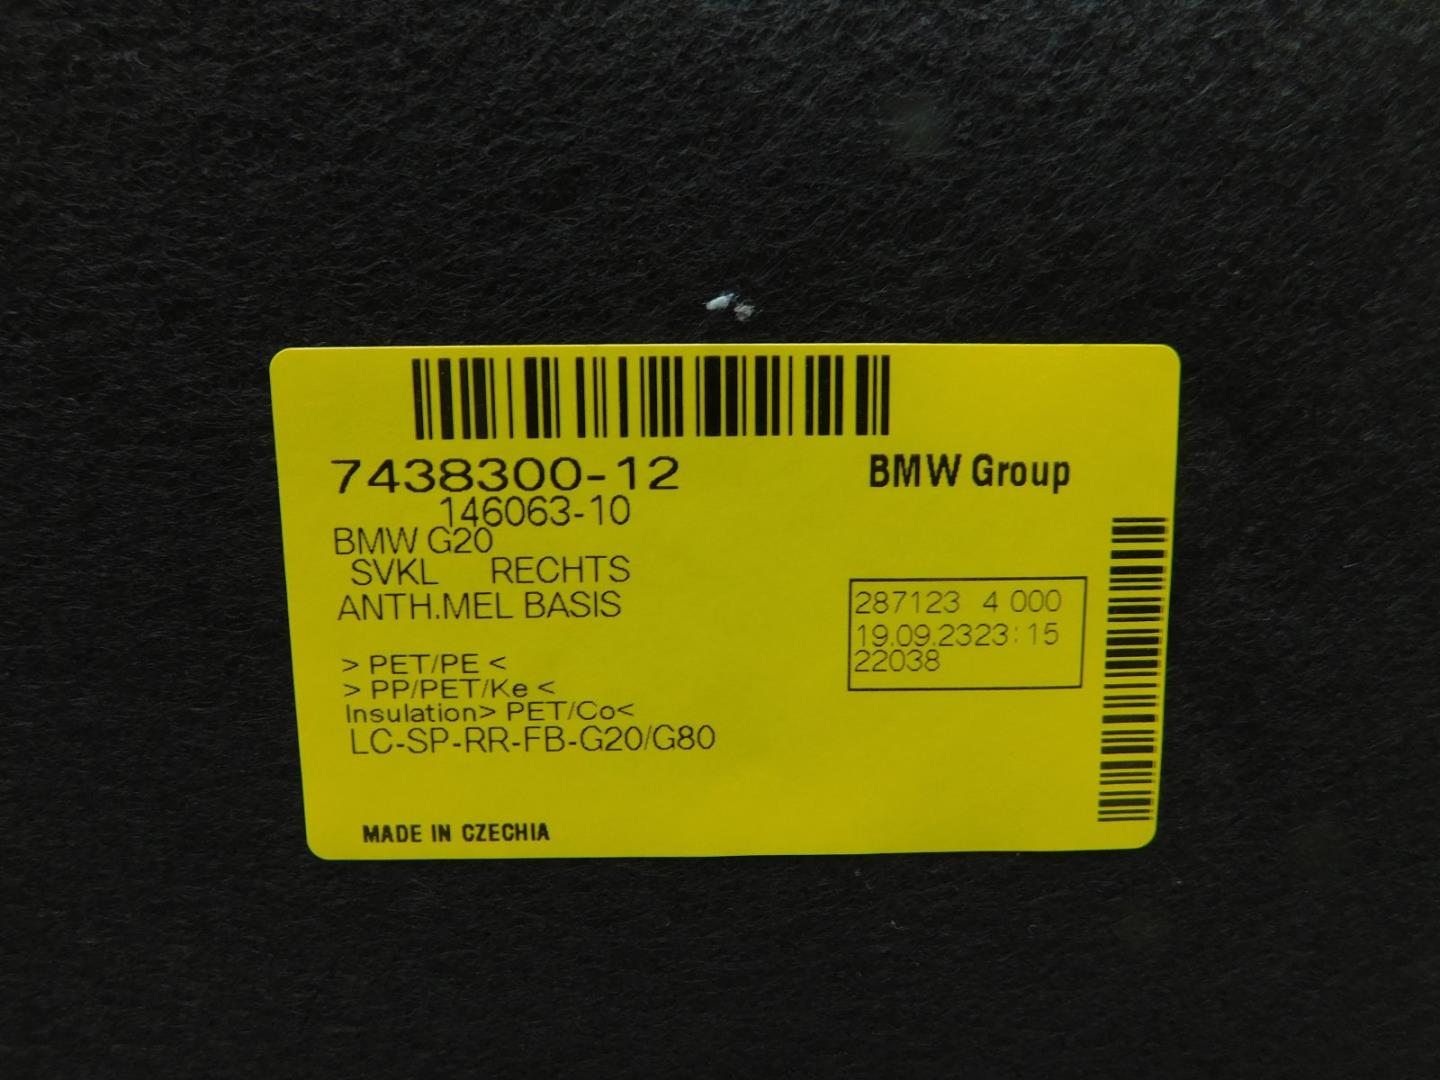 7438300-12
BMW Group
146063-10
BMW G20
SVKL RECHTS
ANTH.MEL BASIS
287123 4 000
19.09.2323:15
22038
> PET/PE <
> PP/PET/Ke <
Insulation> PET/Co<
LC-SP-RR-FB-G20/G80
MADE IN CZECHIA